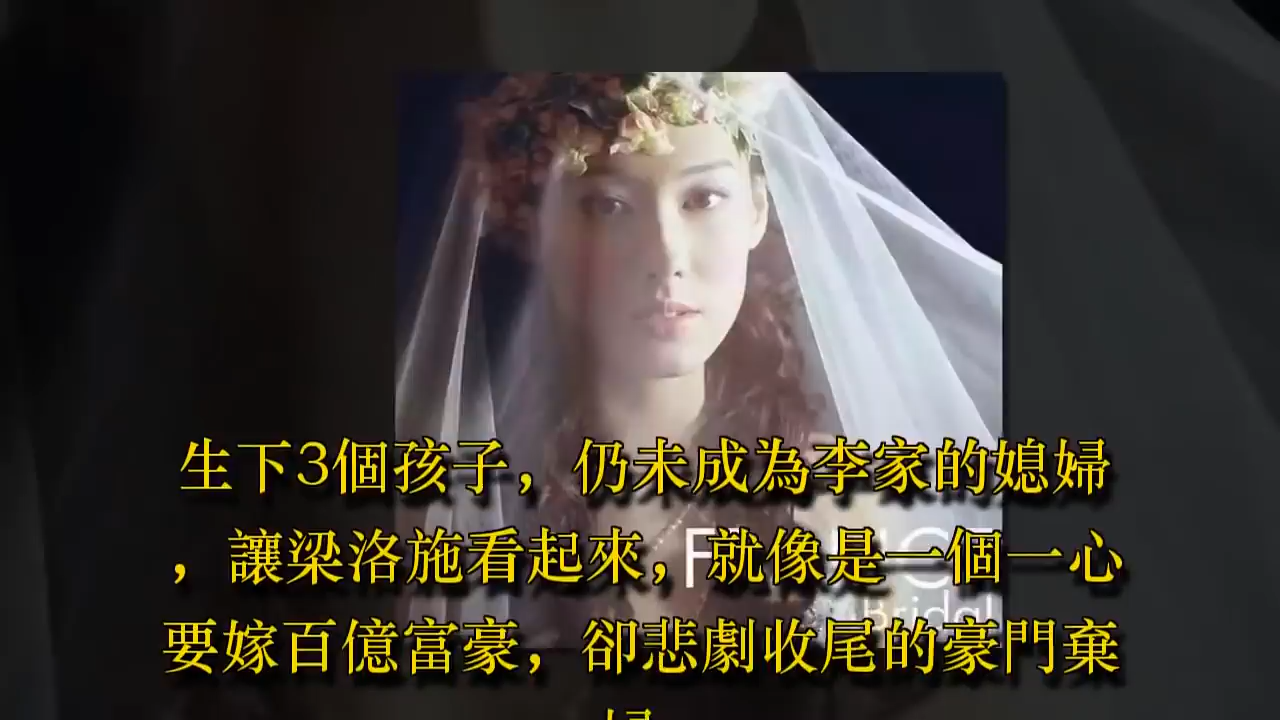 生下3個孩子，仍未成為李家的媳婦
，讓梁洛施看起來，就像是一個一心
要嫁百億富豪，卻悲劇收尾的豪門棄
Bridal